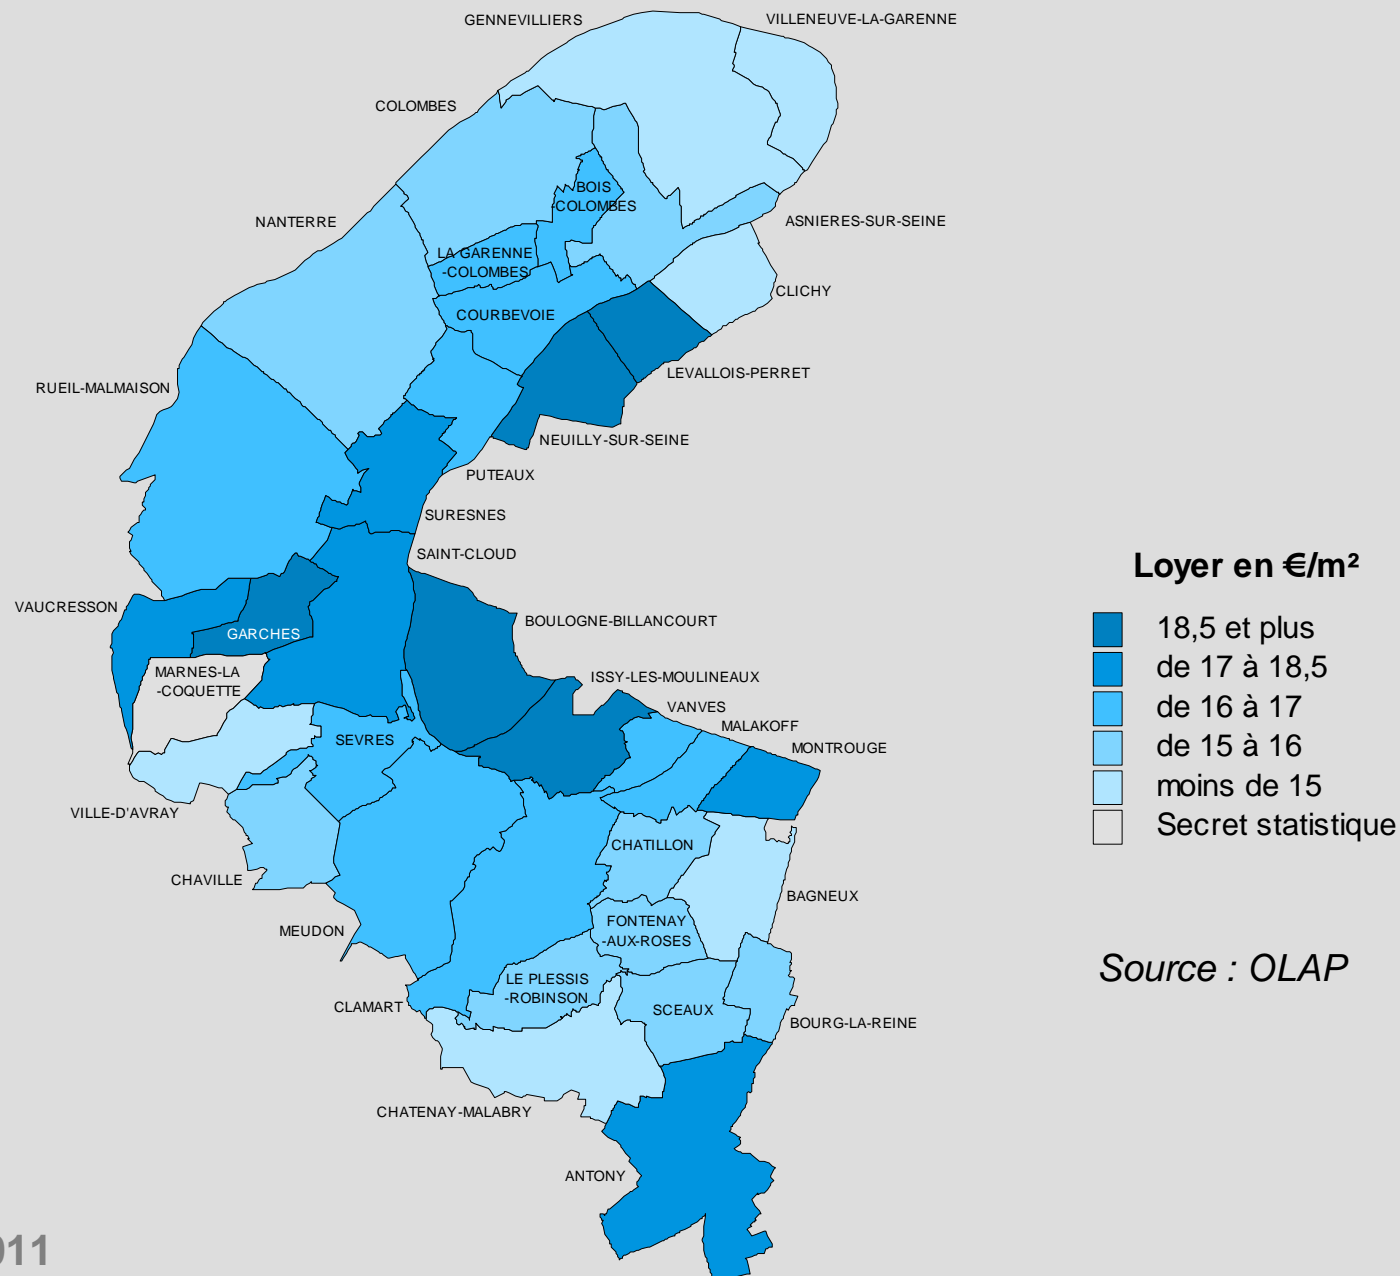 GENNEVILLIERS
VILLENEUVE-LA-GARENNE
COLOMBES
BOIS
-COLOMBES
NANTERRE
ASNIERES-SUR-SEINE
LA GARENNE
-COLOMBES
CLICHY
COURBEVOIE
LEVALLOIS-PERRET
RUEIL-MALMAISON
NEUILLY-SUR-SEINE
PUTEAUX
SURESNES
SAINT-CLOUD
VAUCRESSON
BOULOGNE-BILLANCOURT
GARCHES
MARNES-LA
-COQUETTE
ISSY-LES-MOULINEAUX
VANVES
MALAKOFF
SEVRES
MONTROUGE
VILLE-D'AVRAY
CHATILLON
CHAVILLE
BAGNEUX
MEUDON
FONTENAY
-AUX-ROSES
LE PLESSIS
-ROBINSON
CLAMART
SCEAUX
BOURG-LA-REINE
CHATENAY-MALABRY
ANTONY
Loyer en €/m²
18,5 et plus
de 17 à 18,5
de 16 à 17
de 15 à 16
moins de 15
Secret statistique
Source : OLAP
011